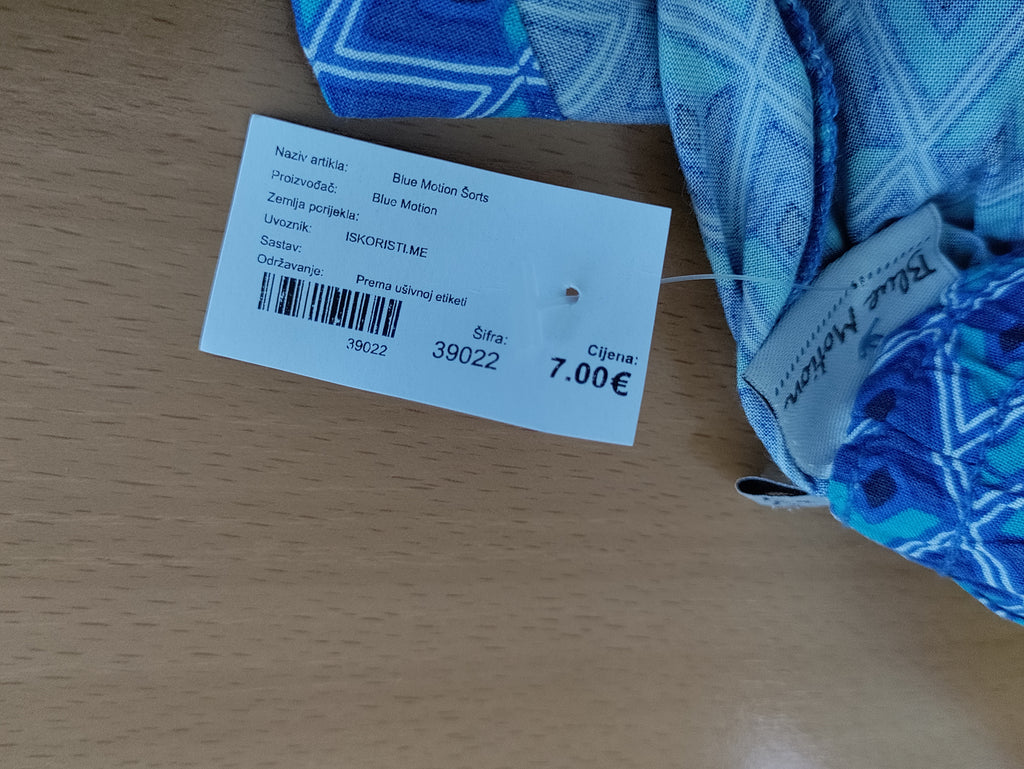 Naziv artikla: Blue Motion Šorts
Proizvođač: Blue Motion
Zemlja porijekla:
Uvoznik: ISKORISTI.ME
Sastav:
Održavanje: Prema ušivnoj etiketi
39022
Šifra:
39022
Cijena:
7.00€
Blue Motion